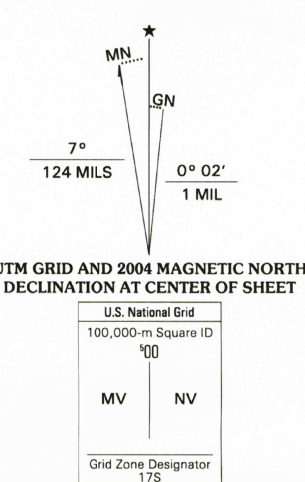 ★
MN
GN
7°
124 MILS
0° 02'
1 MIL
UTM GRID AND 2004 MAGNETIC NORTH
DECLINATION AT CENTER OF SHEET
U.S. National Grid
100,000-m Square ID
⁵00
MV NV
Grid Zone Designator
17S